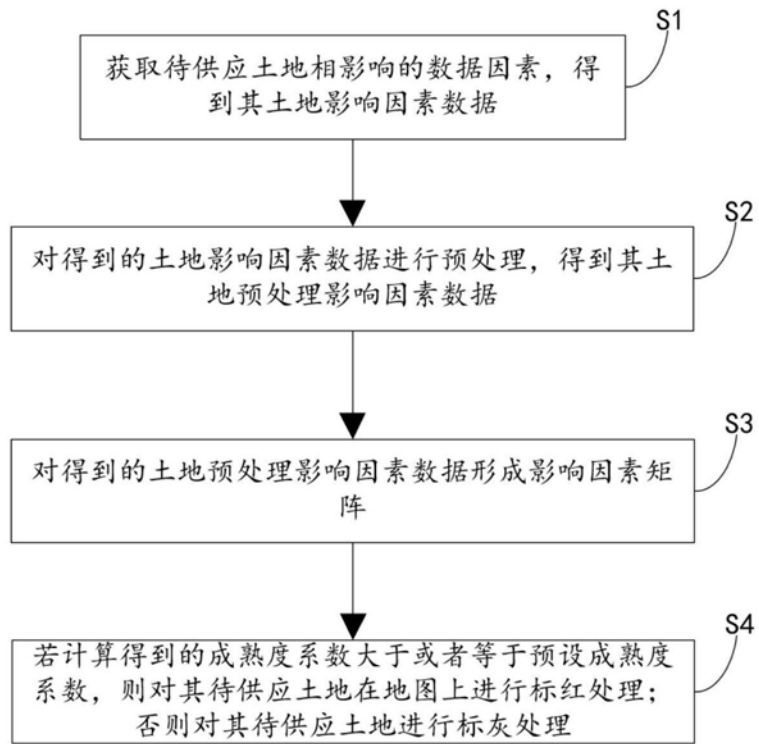 S1
获取待供应土地相影响的数据因素，得
到其土地影响因素数据
S2
对得到的土地影响因素数据进行预处理，得到其土
地预处理影响因素数据
S3
对得到的土地预处理影响因素数据形成影响因素矩
阵
S4
若计算得到的成熟度系数大于或者等于预设成熟度
系数，则对其待供应土地在地图上进行标红处理；
否则对其待供应土地进行标灰处理